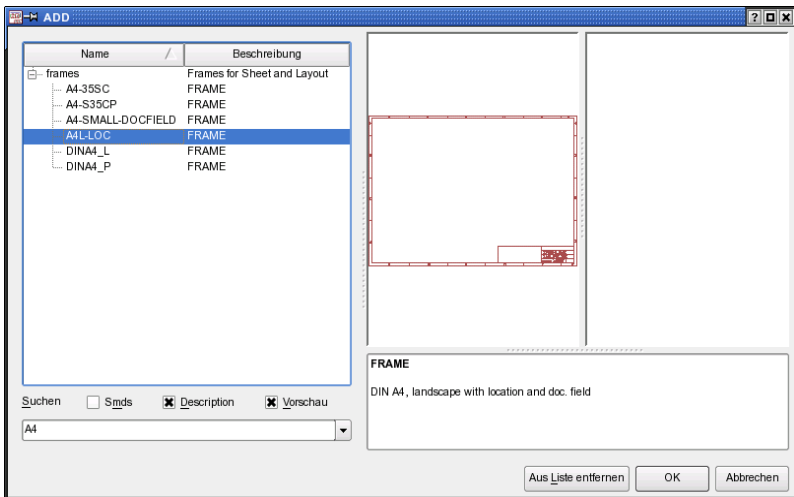 ADD
Name Beschreibung
frames Frames for Sheet and Layout
A4-35SC FRAME
A4-S35CP FRAME
A4-SMALL-DOCFIELD FRAME
A4L-LOC FRAME
DINA4_L FRAME
DINA4_P FRAME
FRAME
DIN A4, landscape with location and doc. field
Suchen Smds Description Vorschau
A4
Aus Liste entfernen OK Abbrechen